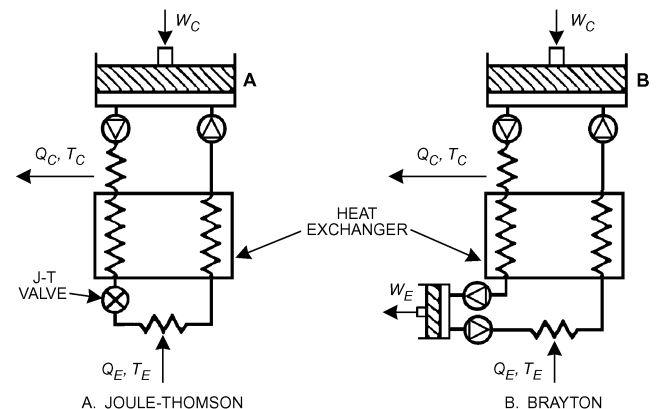 W_C
A
Q_C, T_C
J-T
VALVE
Q_E, T_E
A. JOULE-THOMSON
HEAT
EXCHANGER
W_C
B
Q_C, T_C
W_E
Q_E, T_E
B. BRAYTON